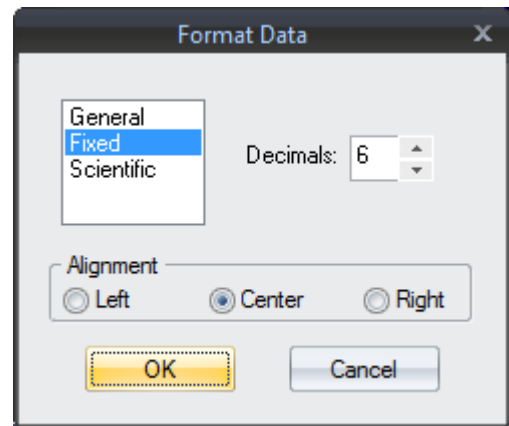 Format Data
General
Fixed
Scientific
Decimals: 6
Alignment
Left Center Right
OK Cancel